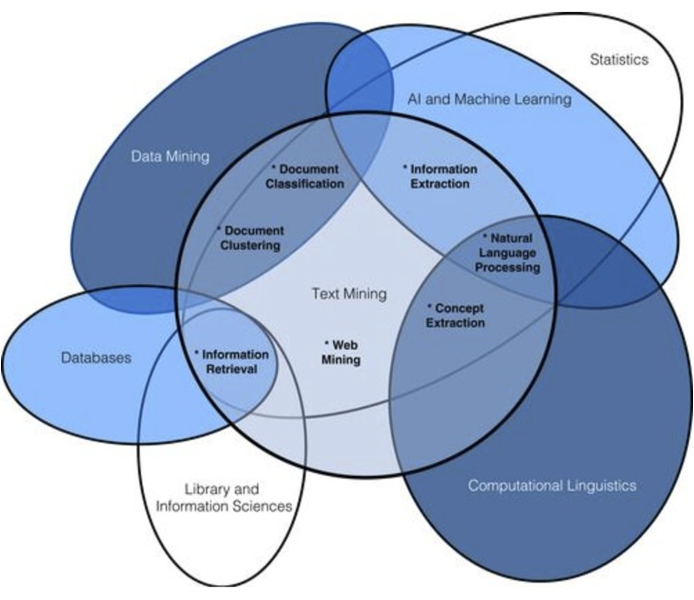 Statistics
AI and Machine Learning
Data Mining
* Document
Classification
* Information
Extraction
* Document
Clustering
* Natural
Language
Processing
Text Mining
* Concept
Extraction
* Web
Mining
Databases
* Information
Retrieval
Library and
Information Sciences
Computational Linguistics